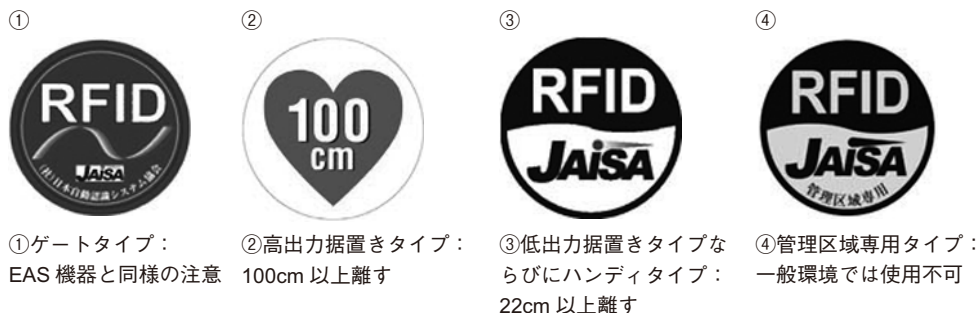 ①
RFID
JAISA
(社)日本自動認識システム協会
①ゲートタイプ：
EAS 機器と同様の注意
②
100
cm
②高出力据置きタイプ：
100cm 以上離す
③
RFID
JAISA
③低出力据置きタイプな
らびにハンディタイプ：
22cm 以上離す
④
RFID
JAISA
管理区域専用
④管理区域専用タイプ：
一般環境では使用不可